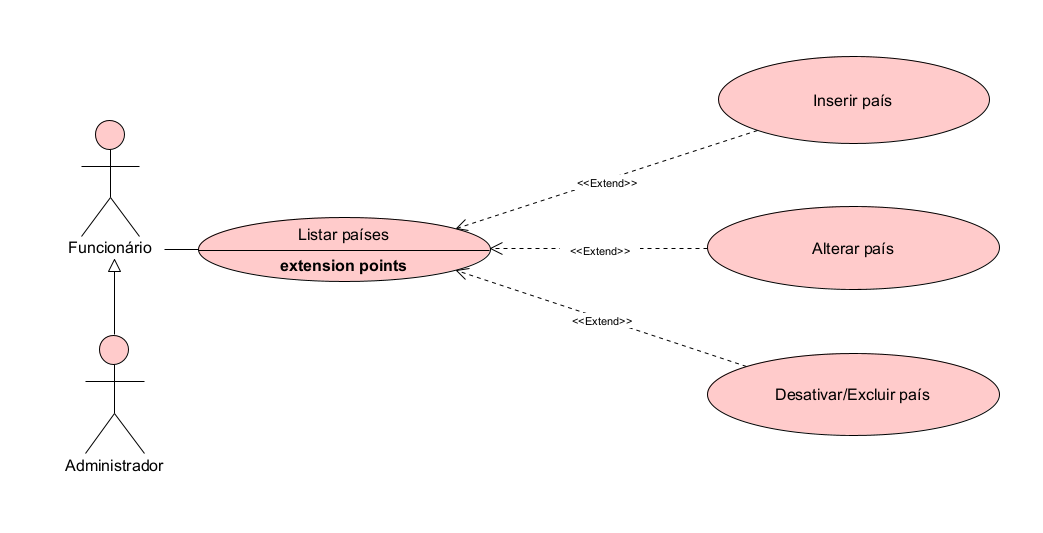 Inserir país
<<Extend>>
Funcionário
Listar países
extension points
<<Extend>>
Alterar país
<<Extend>>
Desativar/Excluir país
Administrador